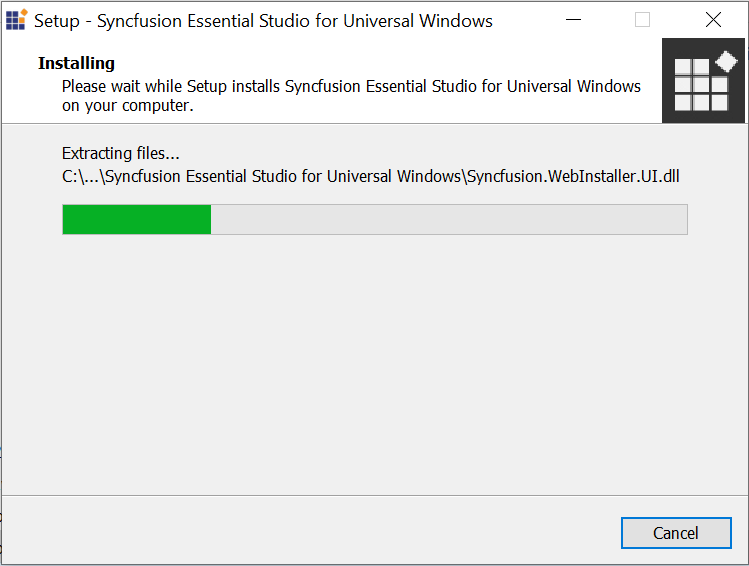 Setup - Syncfusion Essential Studio for Universal Windows
Installing
Please wait while Setup installs Syncfusion Essential Studio for Universal Windows
on your computer.
Extracting files...
C:\...\Syncfusion Essential Studio for Universal Windows\Syncfusion.WebInstaller.UI.dll
Cancel